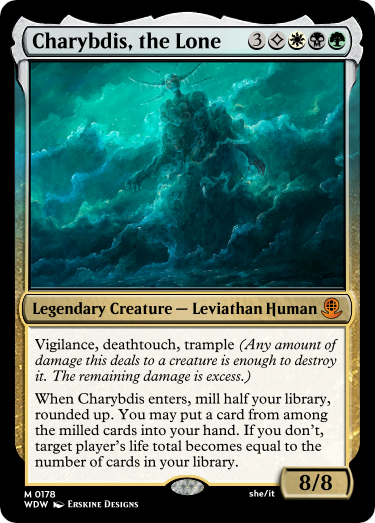 Charybdis, the Lone 3
Legendary Creature — Leviathan Human
Vigilance, deathtouch, trample (Any amount of
damage this deals to a creature is enough to destroy
it. The remaining damage is excess.)
When Charybdis enters, mill half your library,
rounded up. You may put a card from among
the milled cards into your hand. If you don't,
target player's life total becomes equal to the
number of cards in your library.
8/8
M 0178 she/it
WDW Erskine Designs